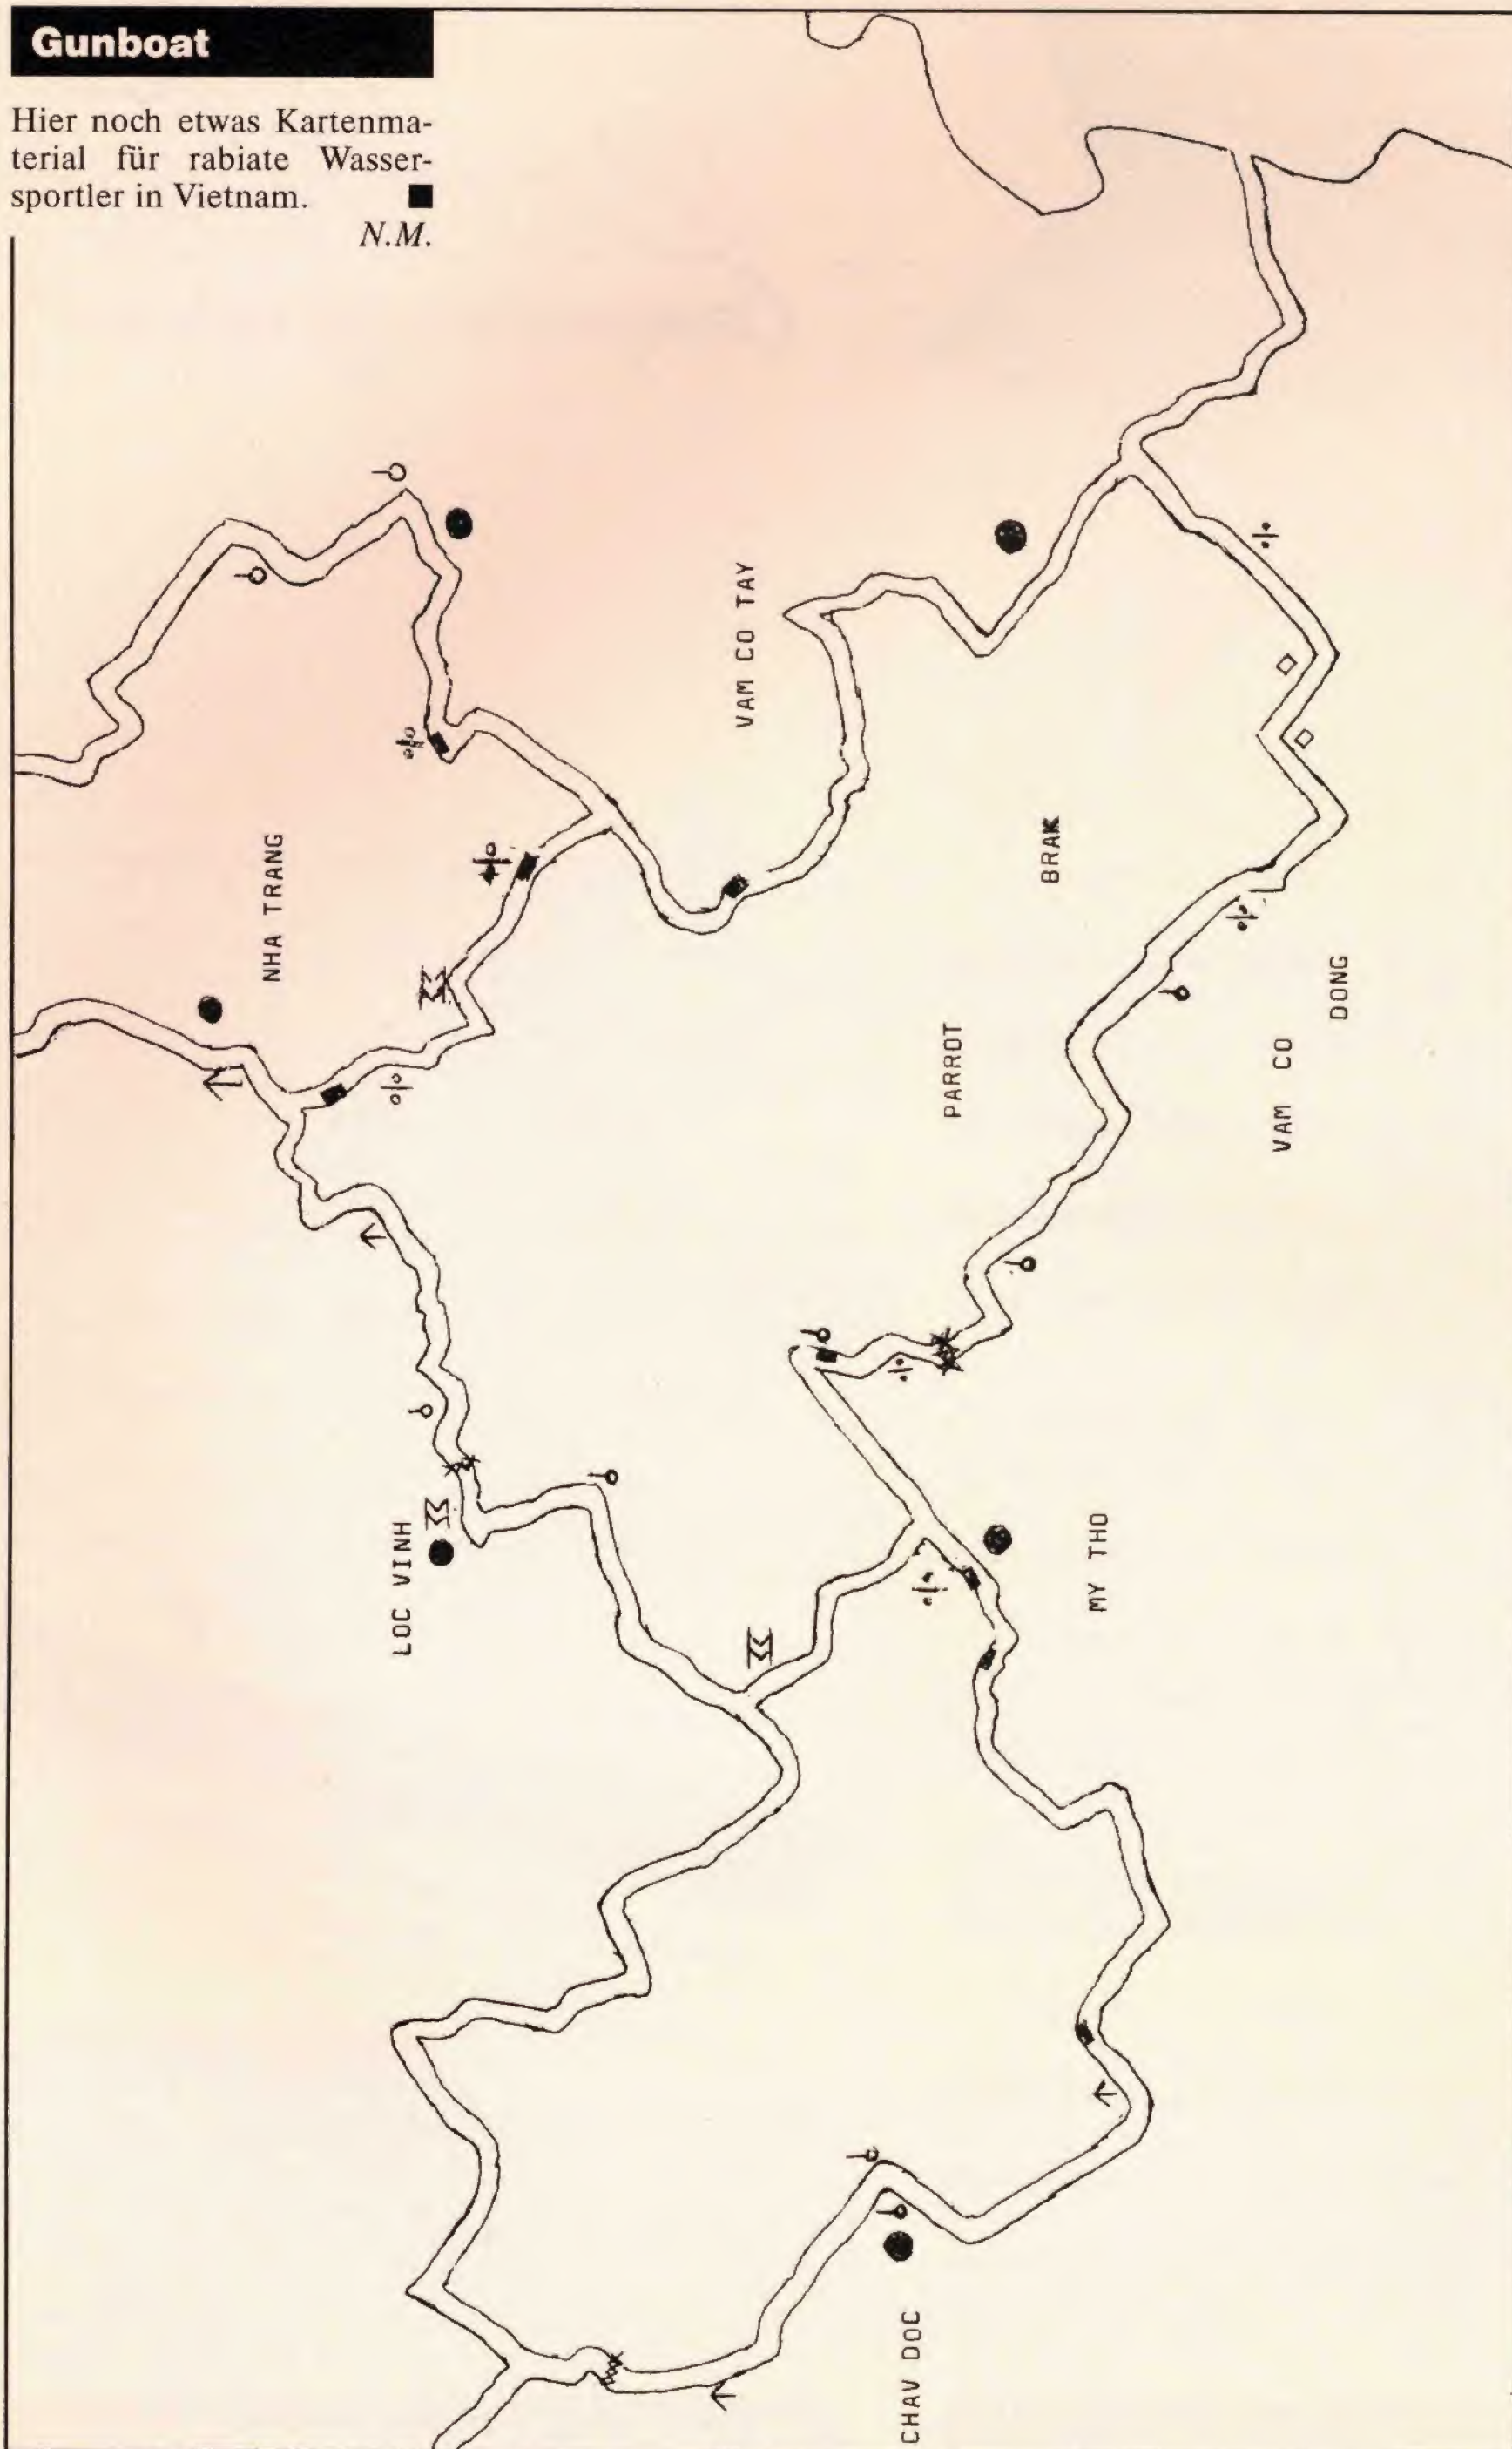 Gunboat
Hier noch etwas Kartenma-
terial für rabiate Wasser-
sportler in Vietnam. ■
N.M.
VAM CO TAY
NHA TRANG
BRAK
DONG
PARROT
VAM CO
LOC VINH
MY THO
CHAV DOC